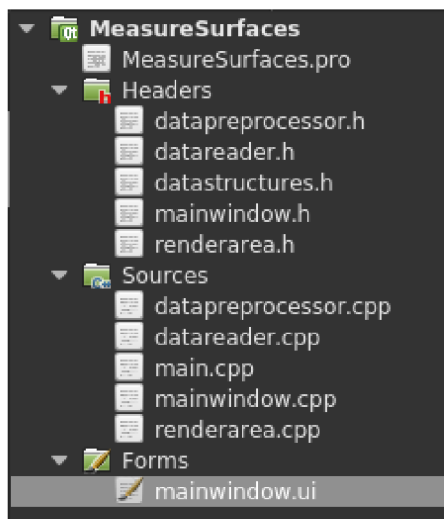 MeasureSurfaces
MeasureSurfaces.pro
Headers
datapreprocessor.h
datareader.h
datastructures.h
mainwindow.h
renderarea.h
Sources
datapreprocessor.cpp
datareader.cpp
main.cpp
mainwindow.cpp
renderarea.cpp
Forms
mainwindow.ui